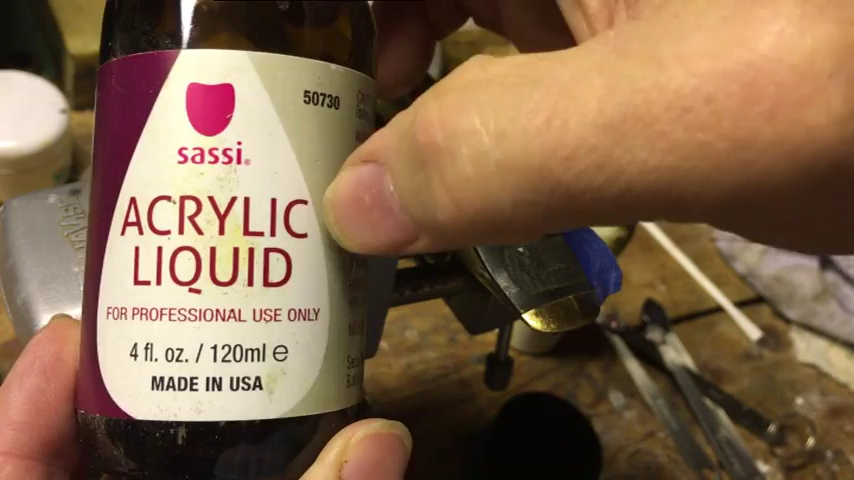 50730
sassi®
ACRYLIC
LIQUID
FOR PROFESSIONAL USE ONLY
4 fl. oz. / 120ml ℮
MADE IN USA